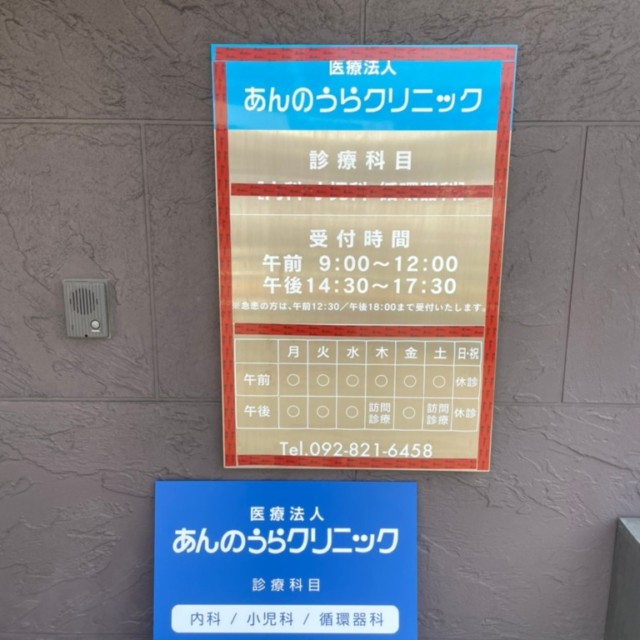 医療法人
あんのうらクリニック
診療科目
受付時間
午前 9:00～12:00
午後14:30～17:30
※急患の方は、午前12:30／午後18:00まで受付いたします。
月 火 水 木 金 土 日・祝
午前 ○ ○ ○ ○ ○ ○ 休診
午後 ○ ○ ○ 訪問診療 ○ 訪問診療 休診
Tel.092-821-6458
医療法人
あんのうらクリニック
診療科目
内科 / 小児科 / 循環器科